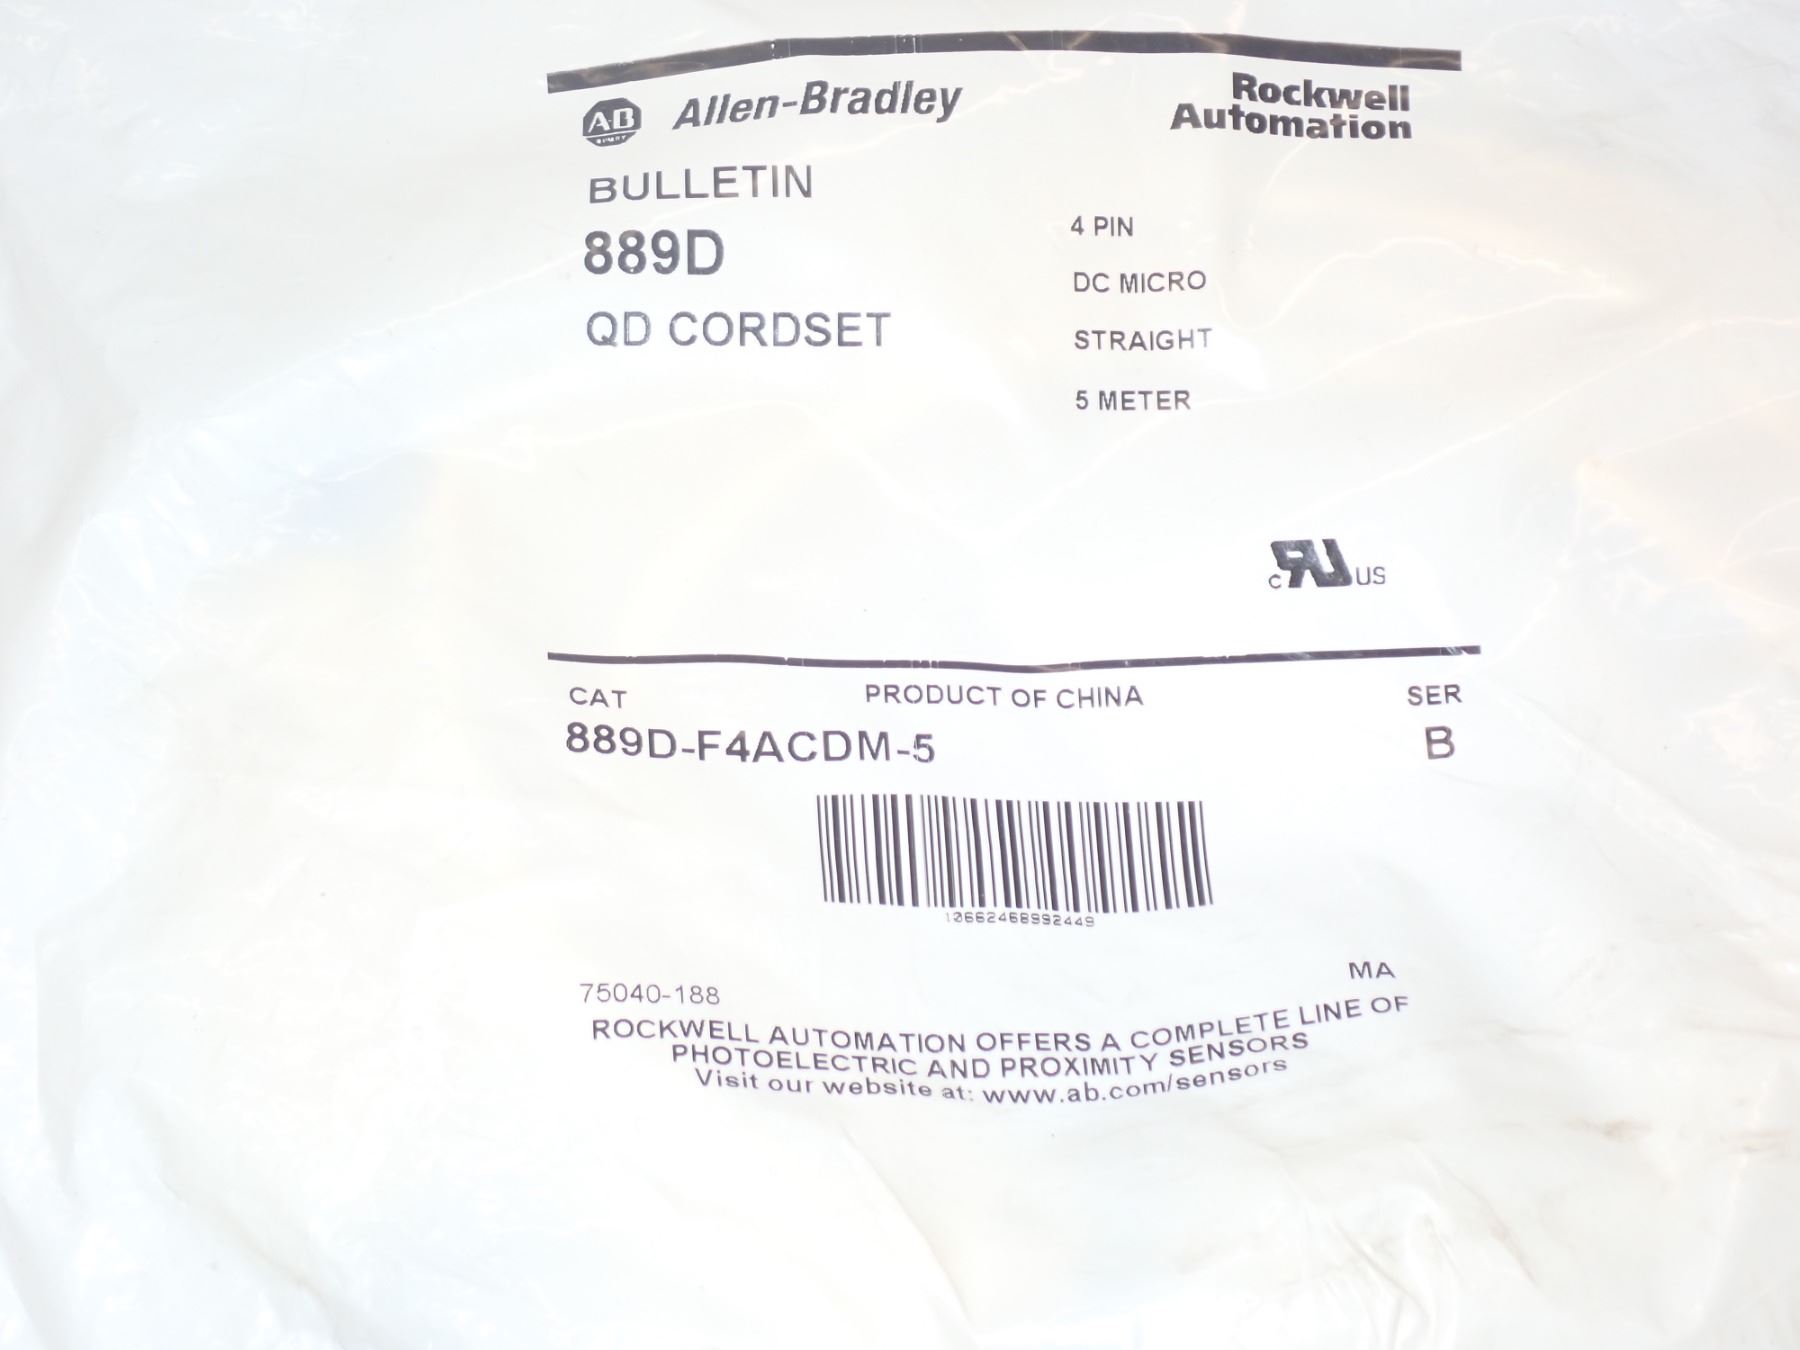 AB Allen-Bradley
Rockwell
Automation
BULLETIN
889D
QD CORDSET
4 PIN
DC MICRO
STRAIGHT
5 METER
c RU US
CAT
PRODUCT OF CHINA
SER
889D-F4ACDM-5
B
10662468992449
MA
75040-188
ROCKWELL AUTOMATION OFFERS A COMPLETE LINE OF
PHOTOELECTRIC AND PROXIMITY SENSORS
Visit our website at: www.ab.com/sensors